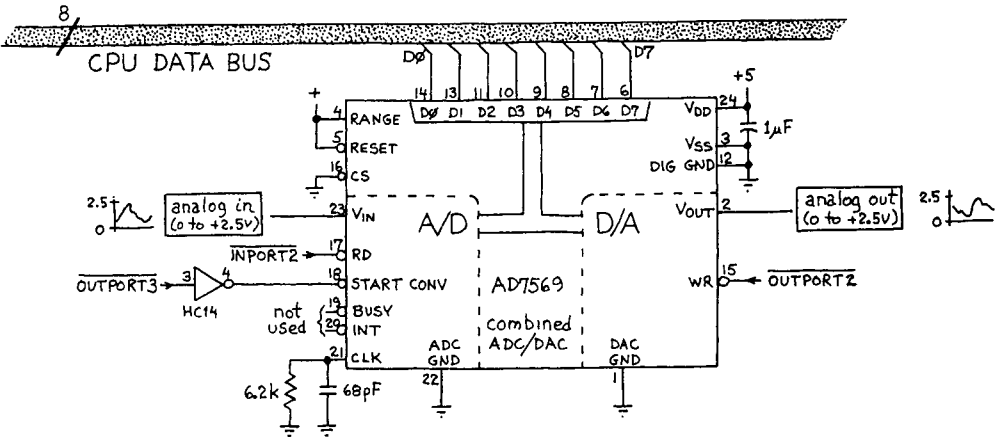 8
CPU DATA BUS
DØ
D7
14 13 11 10 9 8 7 6
DØ D1 D2 D3 D4 D5 D6 D7
+
4 RANGE
5 RESET
16 CS
+5
VDD 24
1µF
VSS 3
DIG GND 12
2.5
0
analog in
(0 to +2.5V)
23 VIN
A/D
D/A
VOUT 2
analog out
(0 to +2.5V)
2.5
0
INPORT2 17 RD
OUTPORT3 3 4 18 START CONV
HC14
AD7569
WR 15 OUTPORT2
not
used
19 BUSY
20 INT
combined
ADC/DAC
21 CLK
ADC
GND
22
DAC
GND
1
6.2k
68pF